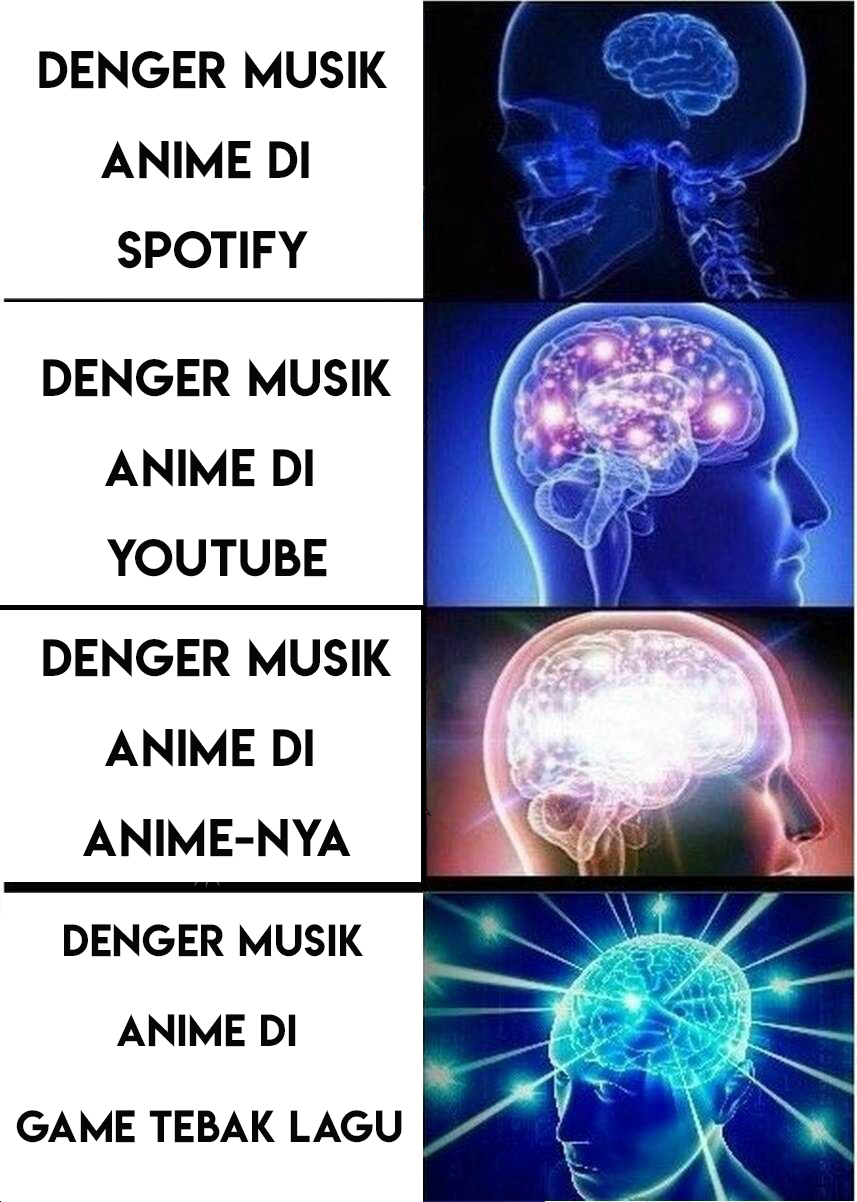 DENGER MUSIK
ANIME DI
SPOTIFY
DENGER MUSIK
ANIME DI
YOUTUBE
DENGER MUSIK
ANIME DI
ANIME-NYA
DENGER MUSIK
ANIME DI
GAME TEBAK LAGU